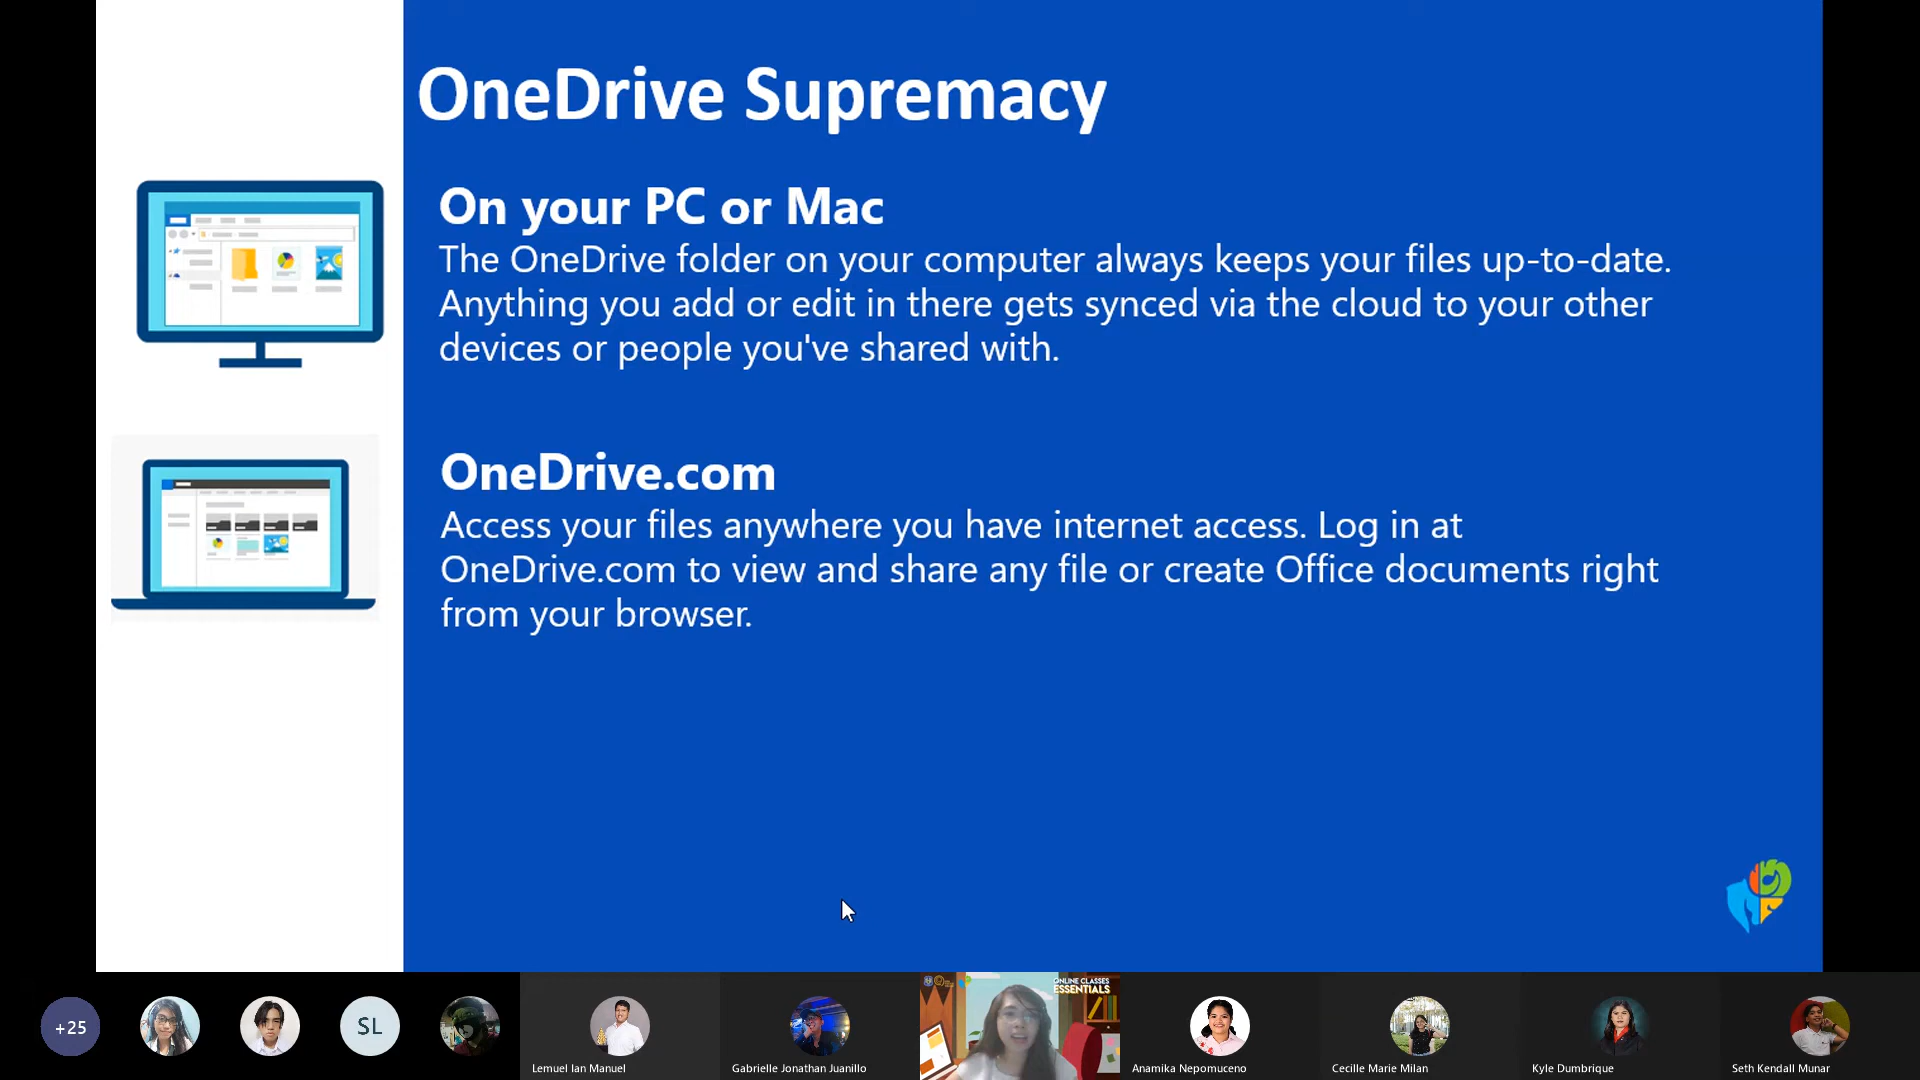 OneDrive Supremacy
On your PC or Mac
The OneDrive folder on your computer always keeps your files up-to-date.
Anything you add or edit in there gets synced via the cloud to your other
devices or people you've shared with.
OneDrive.com
Access your files anywhere you have internet access. Log in at
OneDrive.com to view and share any file or create Office documents right
from your browser.
+25
SL
Lemuel Ian Manuel
Gabrielle Jonathan Juanillo
ONLINE CLASSES
ESSENTIALS
Anamika Nepomuceno
Cecille Marie Milan
Kyle Dumbrique
Seth Kendall Munar